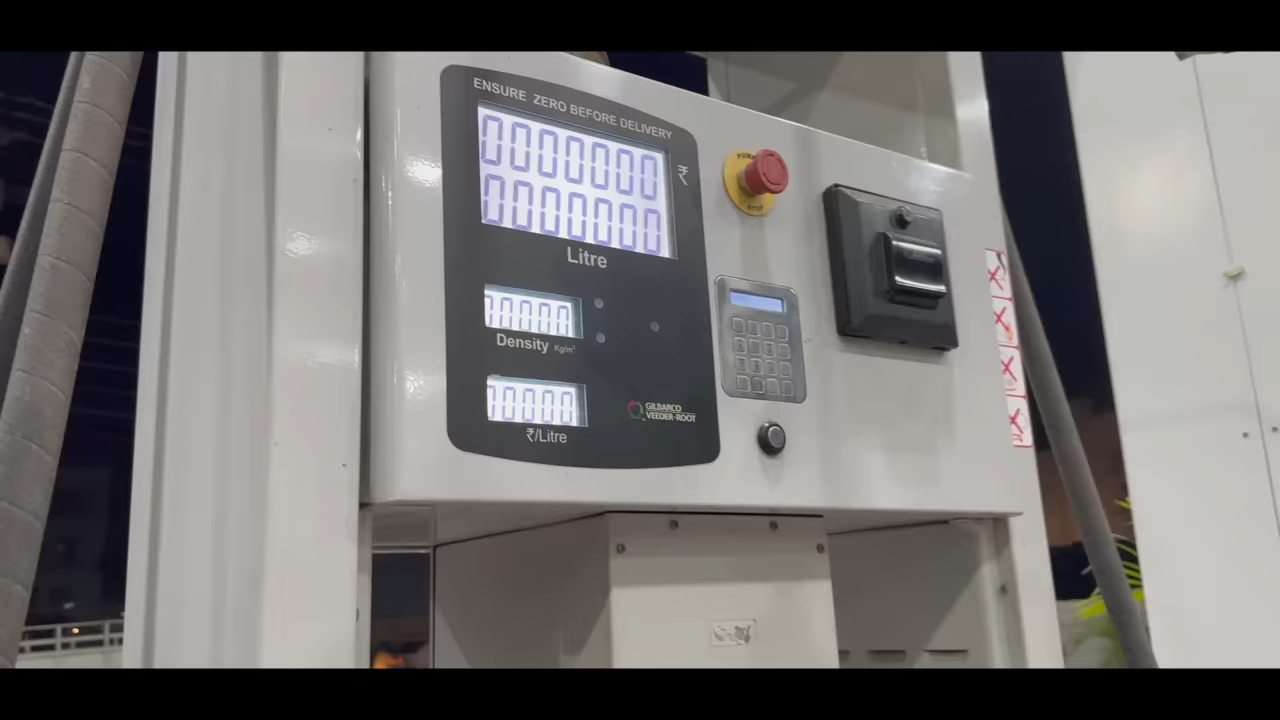 ENSURE ZERO BEFORE DELIVERY
0000000
₹
0000000
Litre
00000
Density Kg/m³
00000
₹/Litre
GILBARCO
VEEDER-ROOT